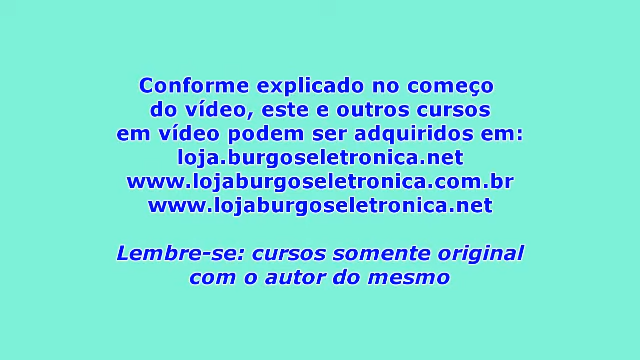 Conforme explicado no começo
do vídeo, este e outros cursos
em vídeo podem ser adquiridos em:
loja.burgoseletronica.net
www.lojaburgoseletronica.com.br
www.lojaburgoseletronica.net
Lembre-se: cursos somente original
com o autor do mesmo